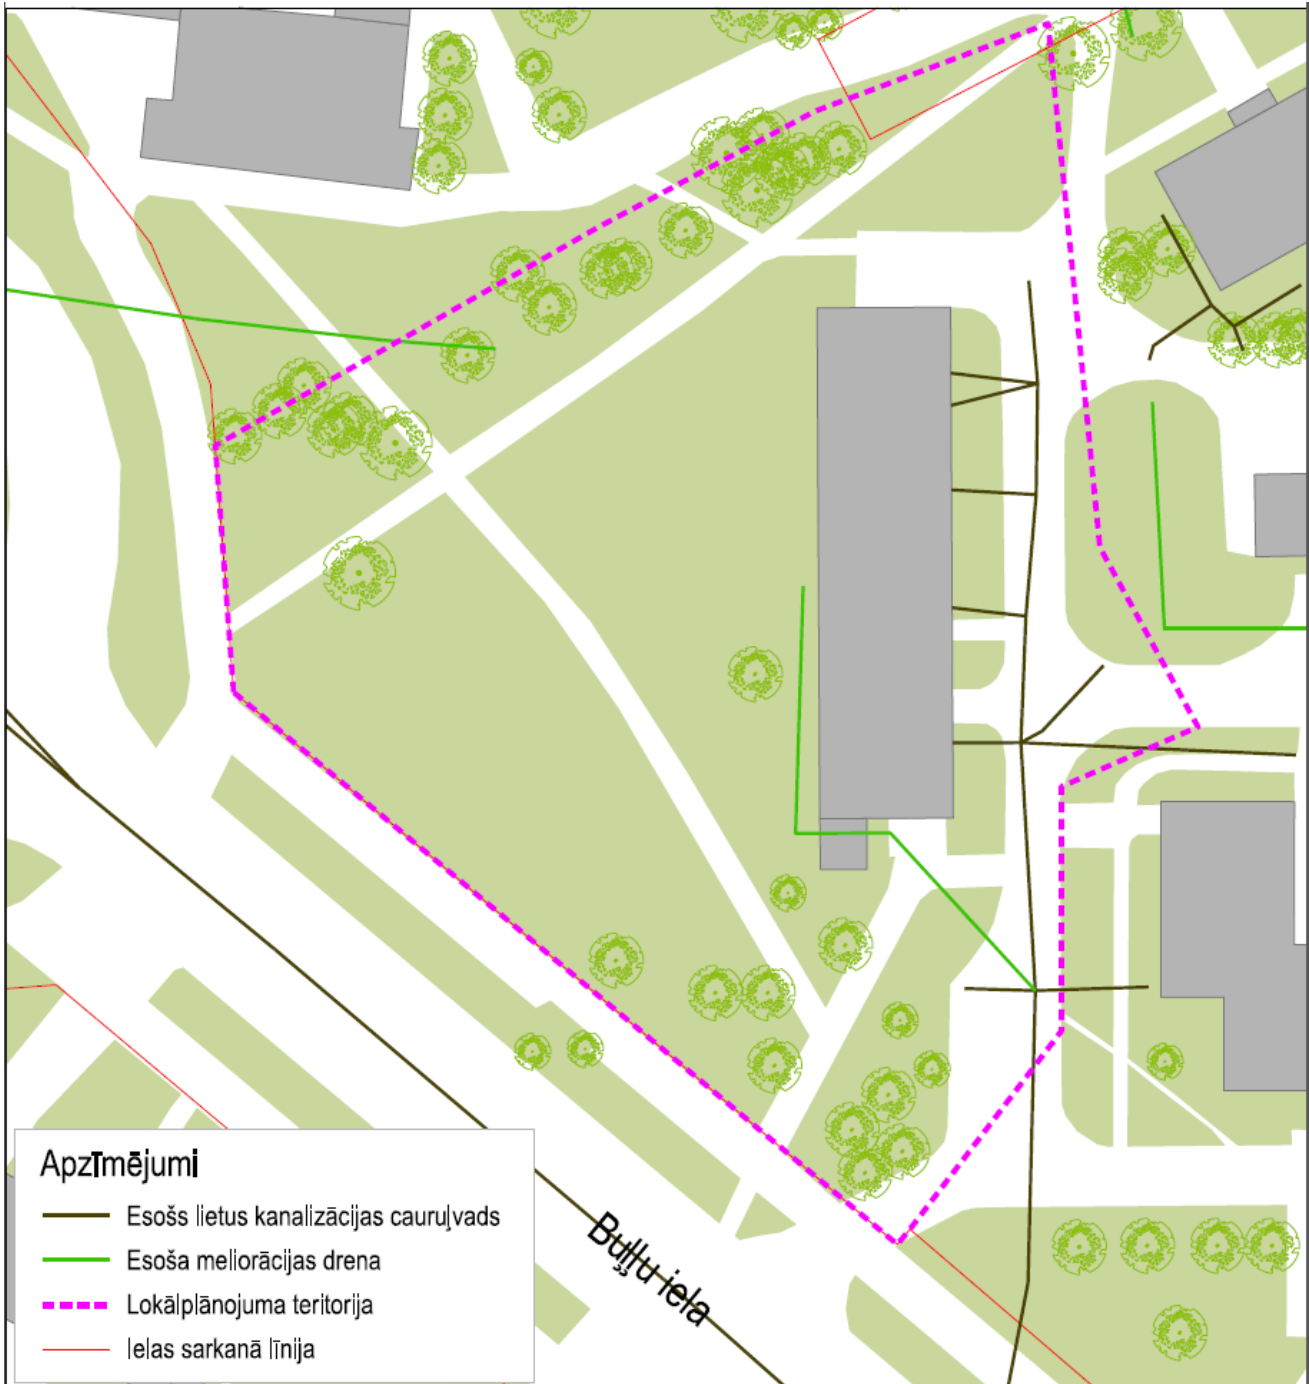 Apzīmējumi
Esošs lietus kanalizācijas cauruļvads
Esoša meliorācijas drena
Lokālplānojuma teritorija
Ielas sarkanā līnija
Buļļu iela